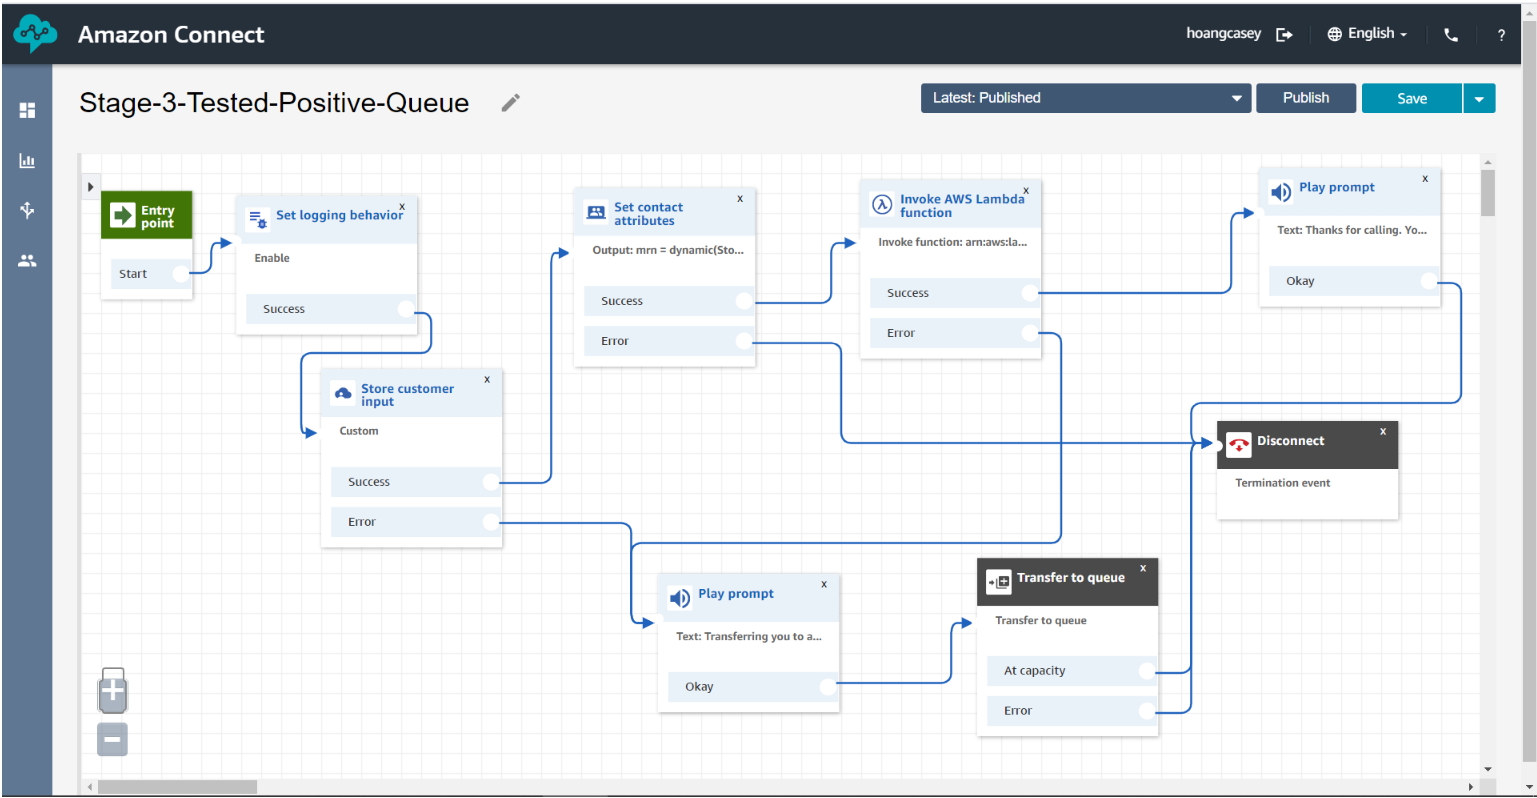 Amazon Connect
hoangcasey
English
?
Stage-3-Tested-Positive-Queue
Latest: Published
Publish
Save
Entry
point
Start
Set logging behavior
x
Enable
Success
Store customer
input
x
Custom
Success
Error
Set contact
attributes
x
Output: mrn = dynamic(Sto...
Success
Error
Invoke AWS Lambda
function
x
Invoke function: arn:aws:la...
Success
Error
Play prompt
x
Text: Thanks for calling. Yo...
Okay
Disconnect
x
Termination event
Play prompt
x
Text: Transferring you to a...
Okay
Transfer to queue
x
Transfer to queue
At capacity
Error